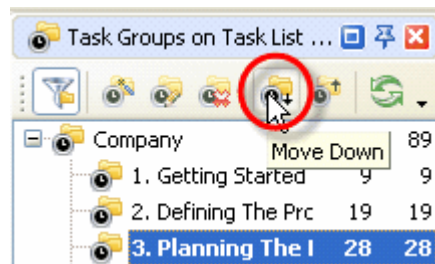 Task Groups on Task List ...
Company 89
Move Down
1. Getting Started 9 9
2. Defining The Prc 19 19
3. Planning The I 28 28